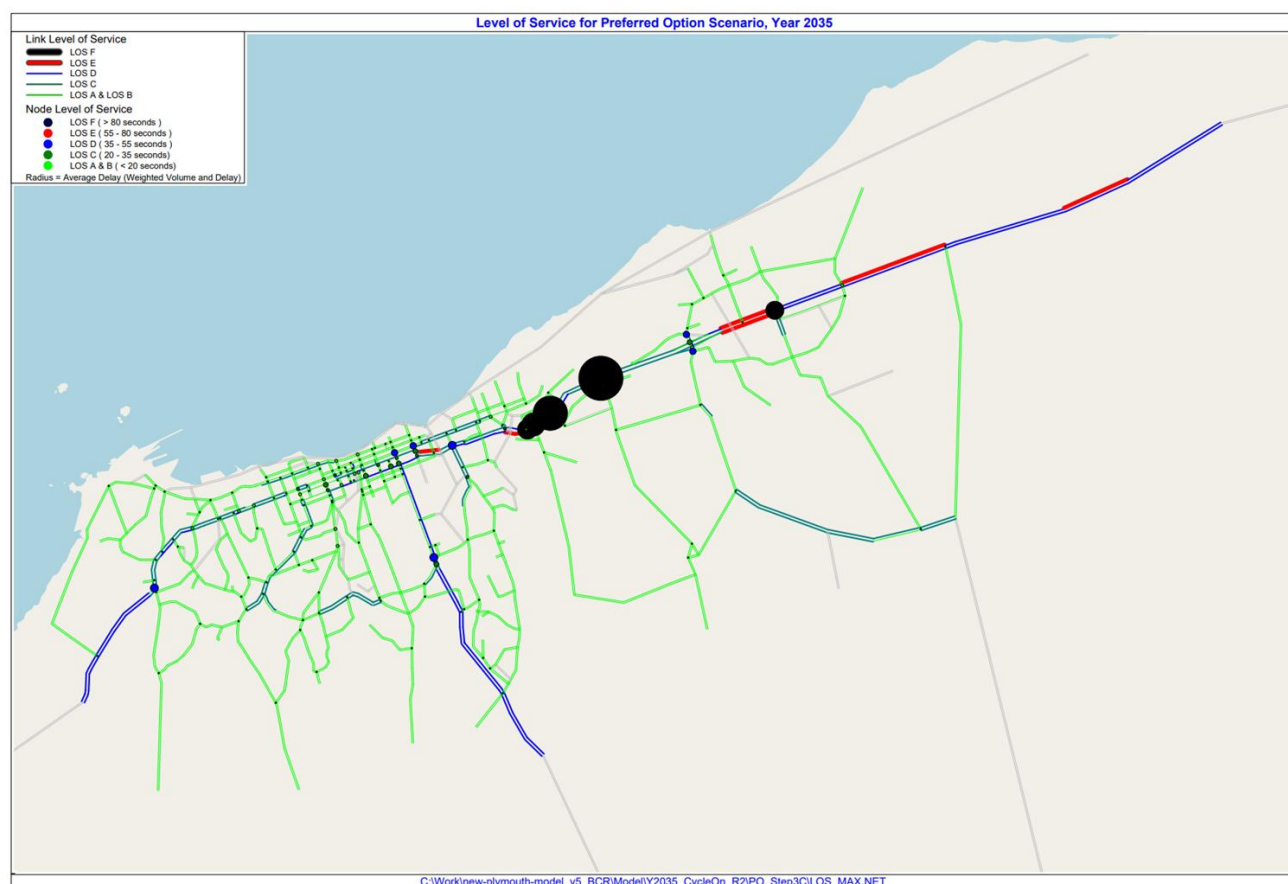 Level of Service for Preferred Option Scenario, Year 2035
Link Level of Service
LOS F
LOS E
LOS D
LOS C
LOS A & LOS B
Node Level of Service
LOS F ( > 80 seconds )
LOS E ( 55 - 80 seconds )
LOS D ( 35 - 55 seconds )
LOS C ( 20 - 35 seconds)
LOS A & B ( < 20 seconds)
Radius = Average Delay (Weighted Volume and Delay)
C:\Work\new-plymouth-model_v5_BCR\Model\Y2035_CycleOn_R2\PO_Step3C\LOS_MAX.NET